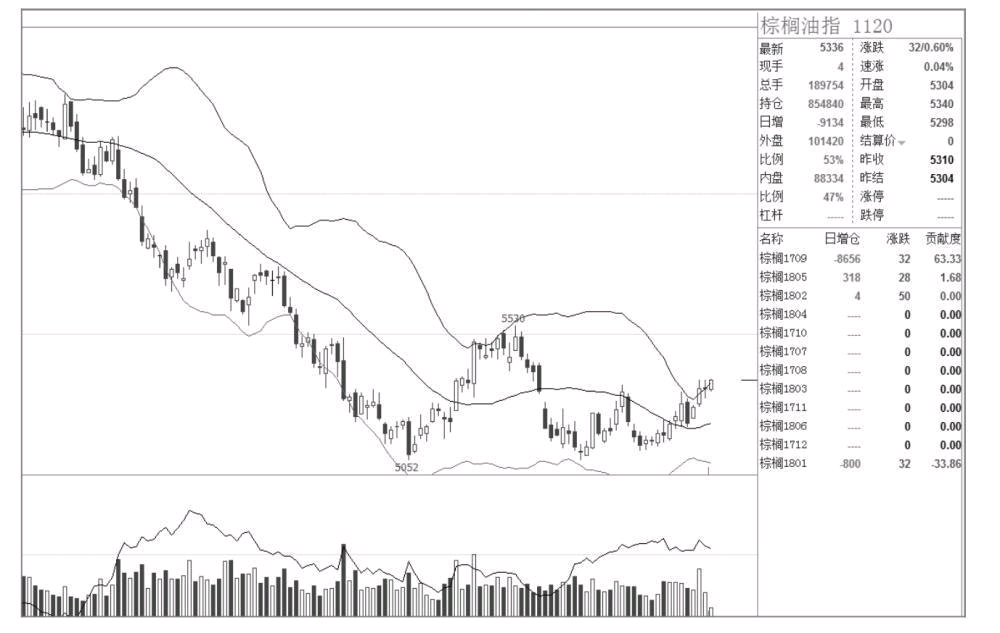 棕榈油指 1120
最新 5336 涨跌 32/0.60%
现手 4 速涨 0.04%
总手 189754 开盘 5304
持仓 854840 最高 5340
日增 -9134 最低 5298
外盘 101420 结算价 0
比例 53% 昨收 5310
内盘 88334 昨结 5304
比例 47% 涨停 -----
杠杆 ----- 跌停 -----
名称 日增仓 涨跌 贡献度
棕榈1709 -8656 32 63.33
棕榈1805 318 28 1.68
棕榈1802 4 50 0.00
棕榈1804 ---- 0 0.00
棕榈1710 ---- 0 0.00
棕榈1707 ---- 0 0.00
棕榈1708 ---- 0 0.00
棕榈1803 ---- 0 0.00
棕榈1711 ---- 0 0.00
棕榈1806 ---- 0 0.00
棕榈1712 ---- 0 0.00
棕榈1801 -800 32 -33.86
5530
5052